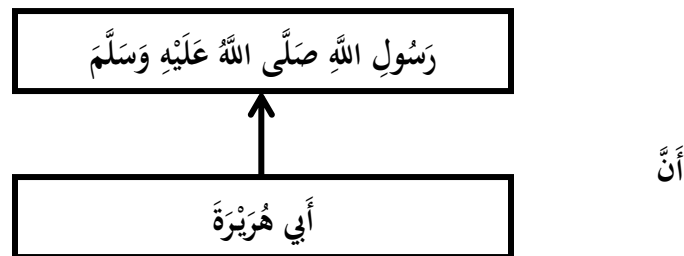 رَسُولِ اللَّهِ صَلَّى اللَّهُ عَلَيْهِ وَسَلَّمَ
أَنَّ
أَبِي هُرَيْرَةَ